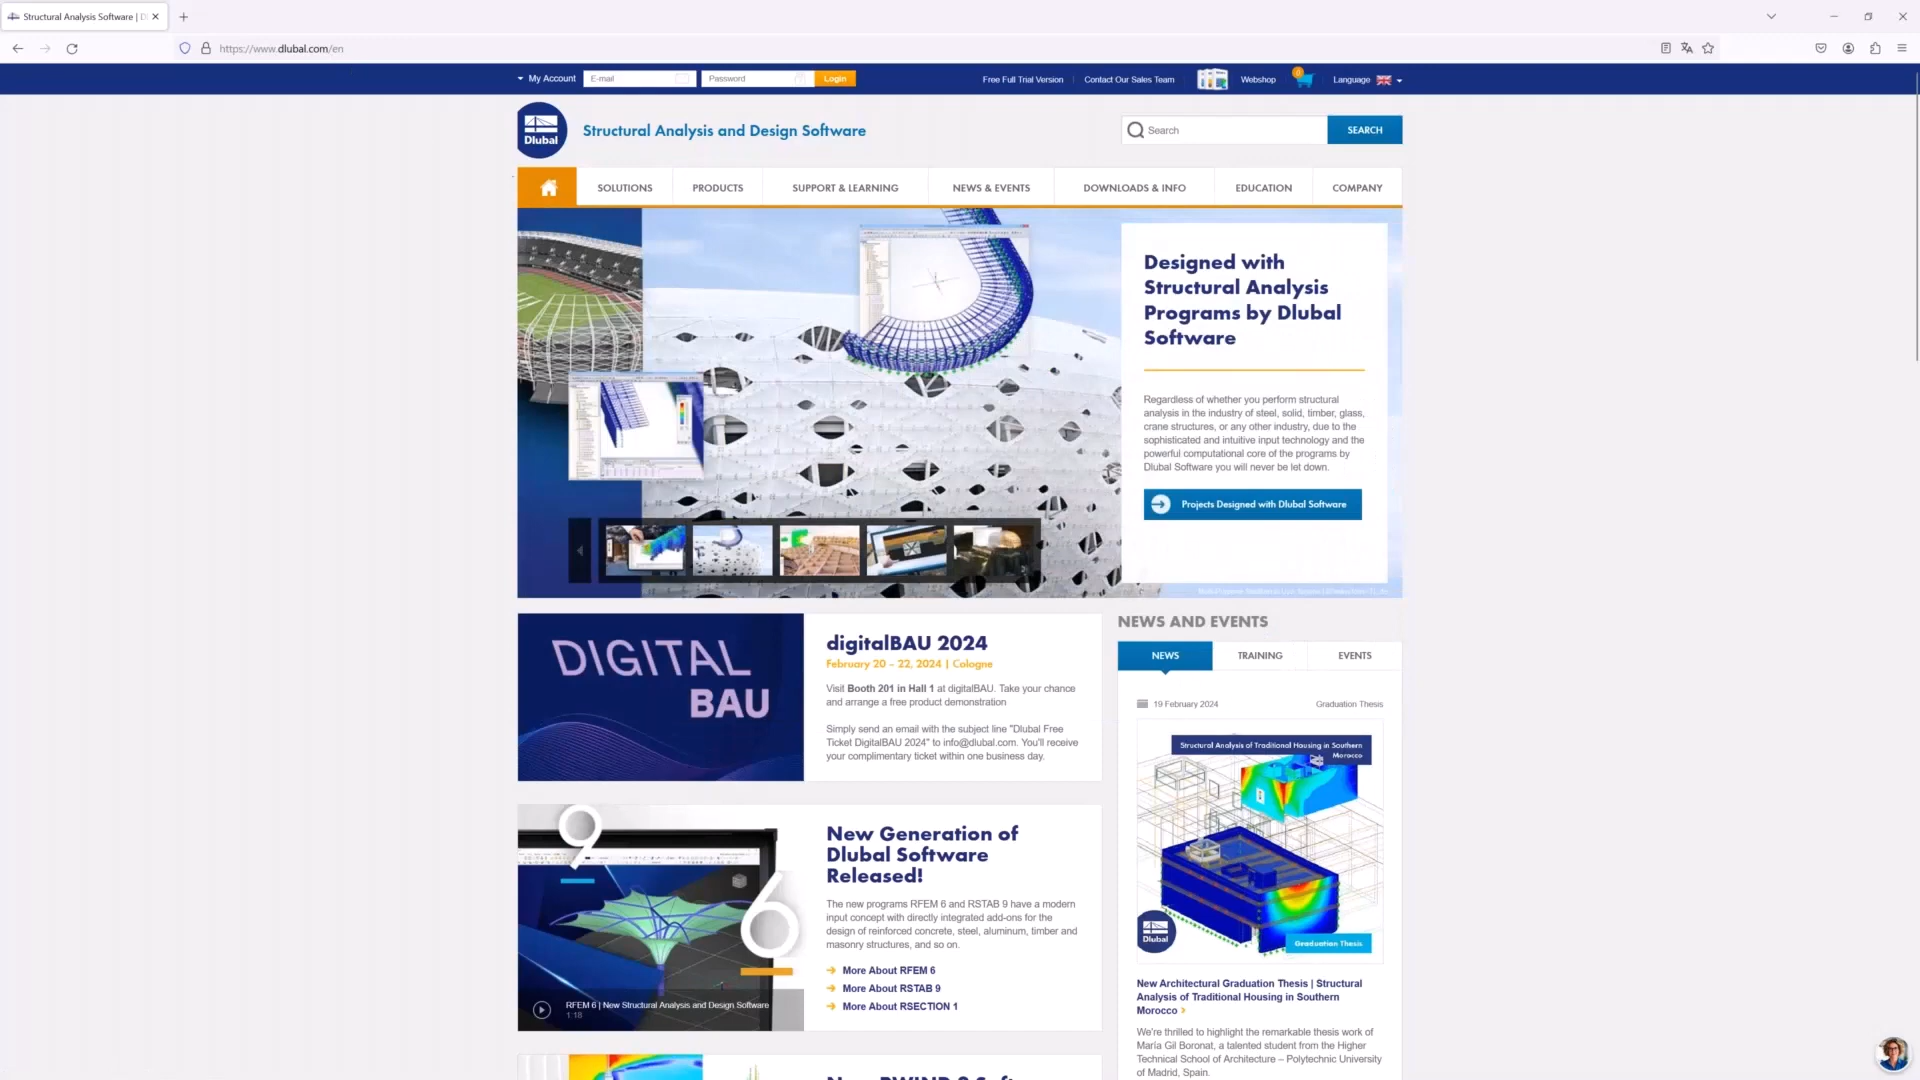 Structural Analysis Software | D
https://www.dlubal.com/en
My Account
E-mail
Password
Login
Free Full Trial Version
Contact Our Sales Team
0
Webshop
Language
Dlubal
Structural Analysis and Design Software
Search
SEARCH
SOLUTIONS
PRODUCTS
SUPPORT & LEARNING
NEWS & EVENTS
DOWNLOADS & INFO
EDUCATION
COMPANY
Designed with
Structural Analysis
Programs by Dlubal
Software
Regardless of whether you perform structural
analysis in the industry of steel, solid, timber, glass,
crane structures, or any other industry, due to the
sophisticated and intuitive input technology and the
powerful computational core of the programs by
Dlubal Software you will never be let down.
Projects Designed with Dlubal Software
DIGITAL
BAU
digitalBAU 2024
February 20 – 22, 2024 | Cologne
Visit Booth 201 in Hall 1 at digitalBAU. Take your chance
and arrange a free product demonstration
Simply send an email with the subject line "Dlubal Free
Ticket DigitalBAU 2024" to info@dlubal.com. You'll receive
your complimentary ticket within one business day.
9
6
RFEM 6 | New Structural Analysis and Design Software
1:18
New Generation of
Dlubal Software
Released!
The new programs RFEM 6 and RSTAB 9 have a modern
input concept with directly integrated add-ons for the
design of reinforced concrete, steel, aluminum, timber and
masonry structures, and so on.
More About RFEM 6
More About RSTAB 9
More About RSECTION 1
NEWS AND EVENTS
NEWS
TRAINING
EVENTS
19 February 2024
Graduation Thesis
Structural Analysis of Traditional Housing in Southern
Morocco
Dlubal
Graduation Thesis
New Architectural Graduation Thesis | Structural
Analysis of Traditional Housing in Southern
Morocco
We're thrilled to highlight the remarkable thesis work of
María Gil Boronat, a talented student from the Higher
Technical School of Architecture – Polytechnic University
of Madrid, Spain.